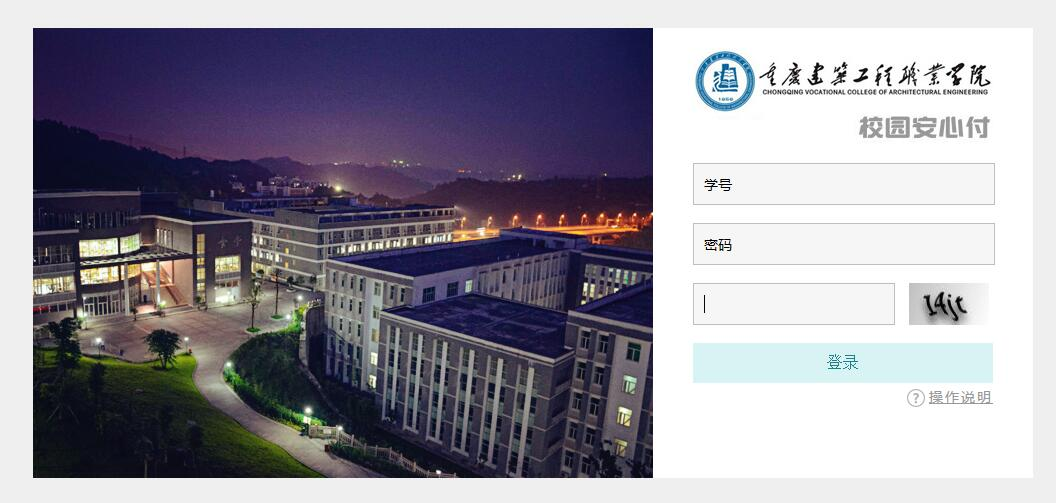 重庆建筑工程职业学院
CHONGQING VOCATIONAL COLLEGE OF ARCHITECTURAL ENGINEERING
1956
校园安心付
学号
密码
登录
操作说明